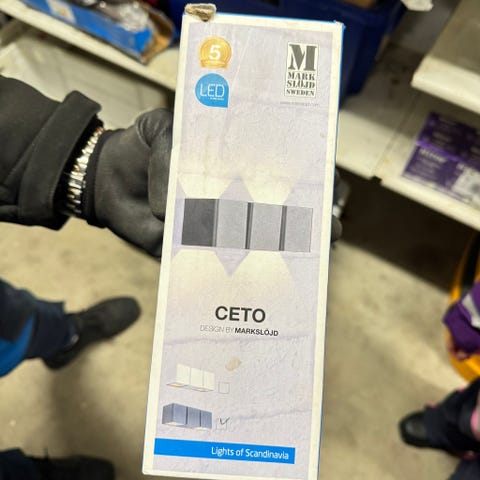 5
LED
M
MARK
SLÖJD
SWEDEN
CETO
DESIGN BY MARKSLÖJD
Lights of Scandinavia